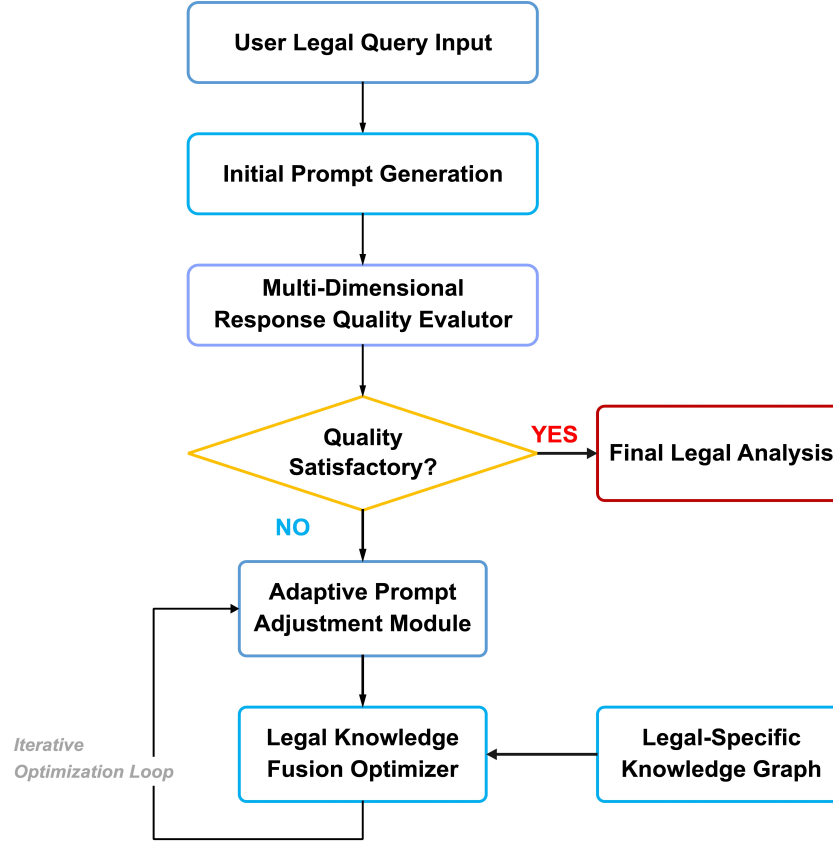 User Legal Query Input
Initial Prompt Generation
Multi-Dimensional
Response Quality Evalutor
Quality
Satisfactory?
YES
Final Legal Analysis
NO
Adaptive Prompt
Adjustment Module
Iterative
Optimization Loop
Legal Knowledge
Fusion Optimizer
Legal-Specific
Knowledge Graph